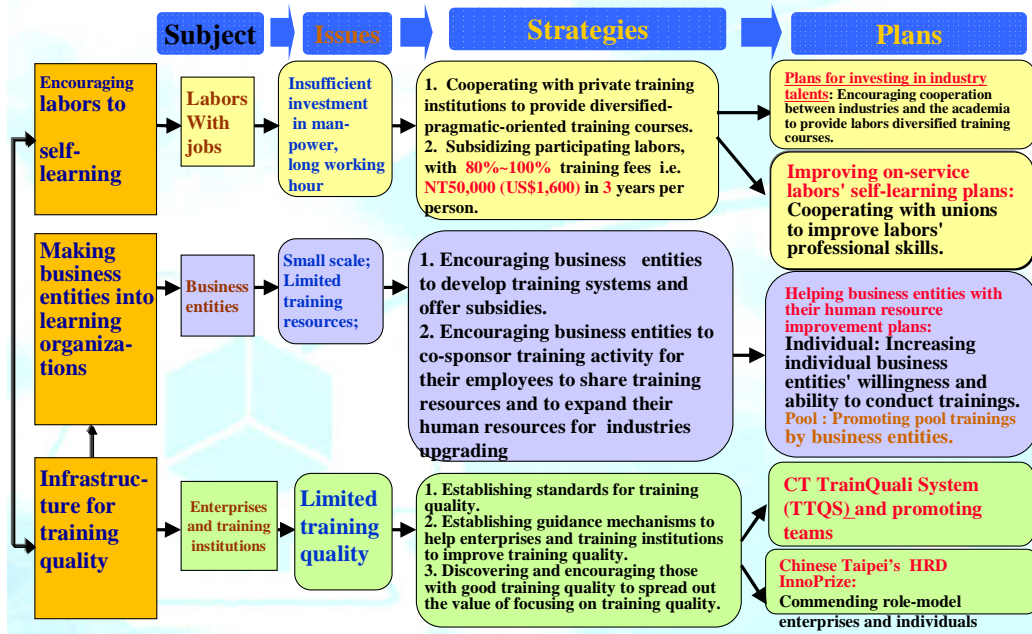 Subject
Issues
Strategies
Plans
Encouraging
labors to
self-
learning
Labors
With
jobs
Insufficient
investment
in man-
power,
long working
hour
1. Cooperating with private training
institutions to provide diversified-
pragmatic-oriented training courses.
2. Subsidizing participating labors,
with 80%~100% training fees i.e.
NT50,000 (US$1,600) in 3 years per
person.
Plans for investing in industry
talents: Encouraging cooperation
between industries and the academia
to provide labors diversified training
courses.
Improving on-service
labors' self-learning plans:
Cooperating with unions
to improve labors'
professional skills.
Making
business
entities into
learning
organiza-
tions
Business
entities
Small scale;
Limited
training
resources;
1. Encouraging business entities
to develop training systems and
offer subsidies.
2. Encouraging business entities to
co-sponsor training activity for
their employees to share training
resources and to expand their
human resources for industries
upgrading
Helping business entities with
their human resource
improvement plans:
Individual: Increasing
individual business
entities' willingness and
ability to conduct trainings.
Pool : Promoting pool trainings
by business entities.
Infrastruc-
ture for
training
quality
Enterprises
and training
institutions
Limited
training
quality
1. Establishing standards for training
quality.
2. Establishing guidance mechanisms to
help enterprises and training institutions
to improve training quality.
3. Discovering and encouraging those
with good training quality to spread out
the value of focusing on training quality.
CT TrainQuali System
(TTQS) and promoting
teams
Chinese Taipei's HRD
InnoPrize:
Commending role-model
enterprises and individuals